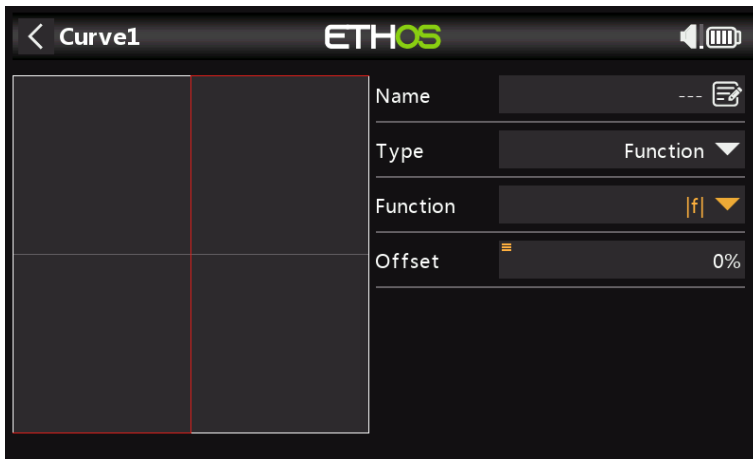 Curve1 ETHOS
Name ---
Type Function
Function |f|
Offset 0%